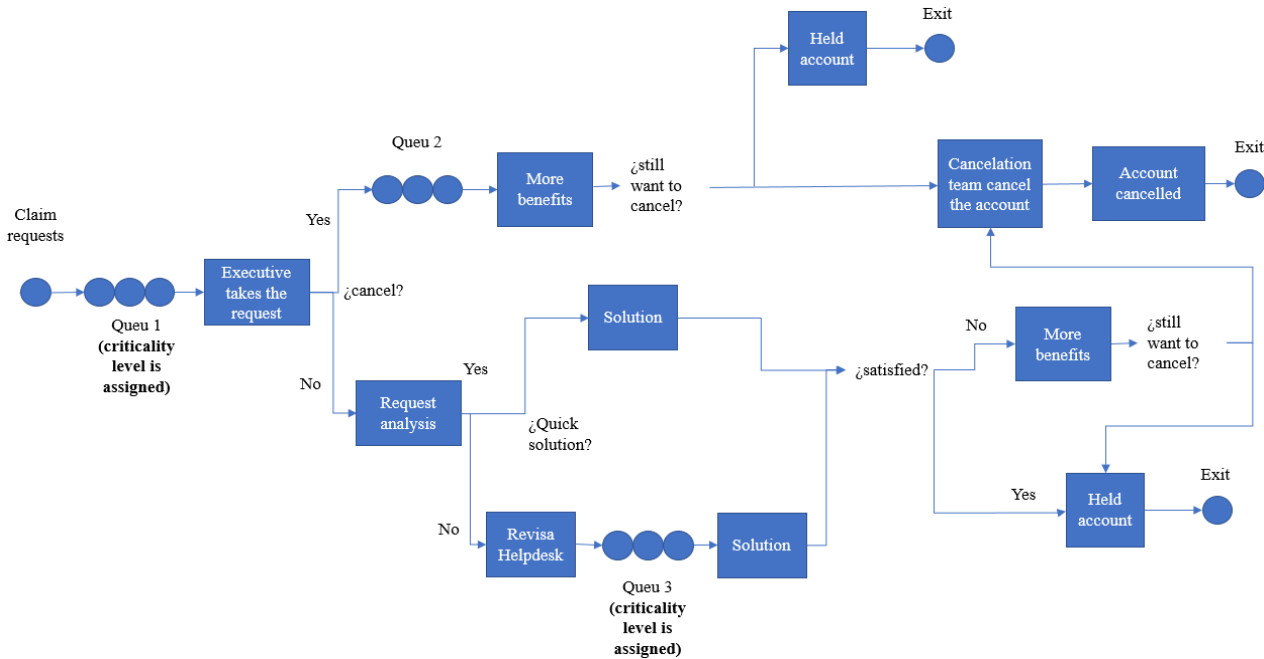 Exit
Held
account
Queu 2
More
benefits
¿still
want to
cancel?
Cancelation
team cancel
the account
Account
cancelled
Exit
Claim
requests
Yes
Executive
takes the
request
¿cancel?
Queu 1
(criticality
level is
assigned)
No
Request
analysis
Yes
¿Quick
solution?
Solution
¿satisfied?
No
More
benefits
¿still
want to
cancel?
No
Revisa
Helpdesk
Queu 3
(criticality
level is
assigned)
Solution
Yes
Held
account
Exit